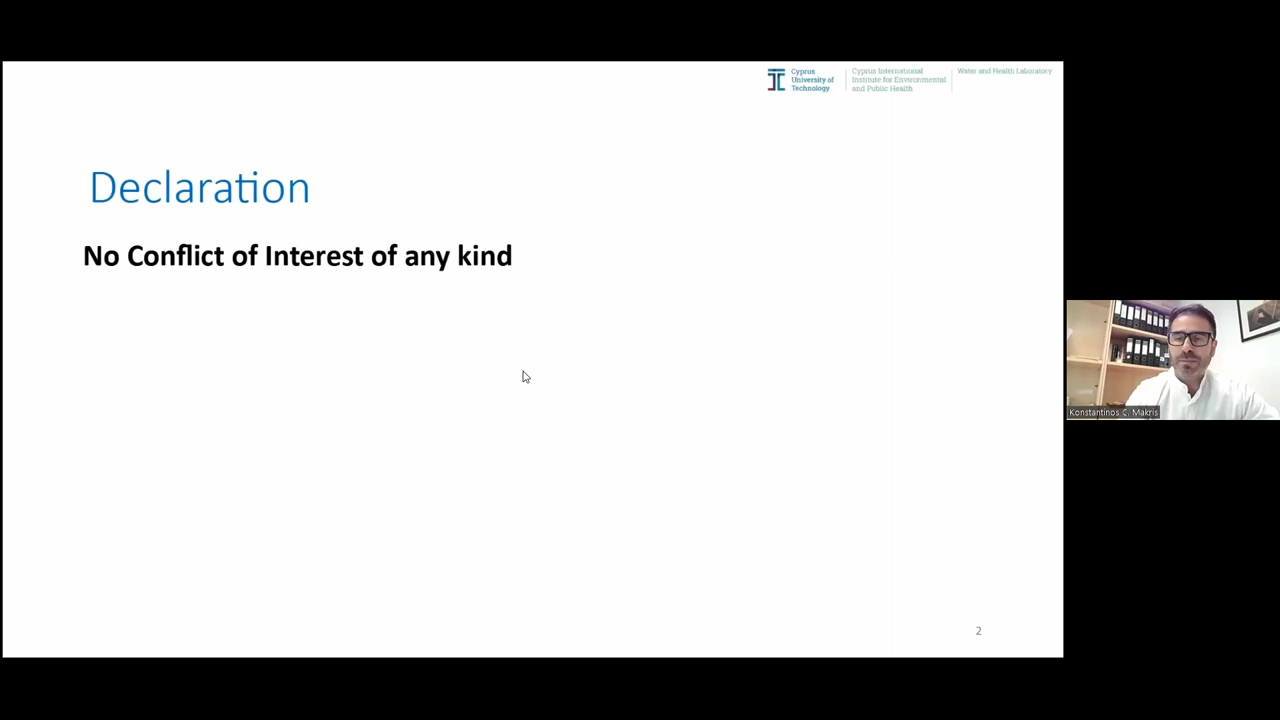 Cyprus
University of
Technology
Cyprus International
Institute for Environmental
and Public Health
Water and Health Laboratory
Declaration
No Conflict of Interest of any kind
Konstantinos C. Makris
2